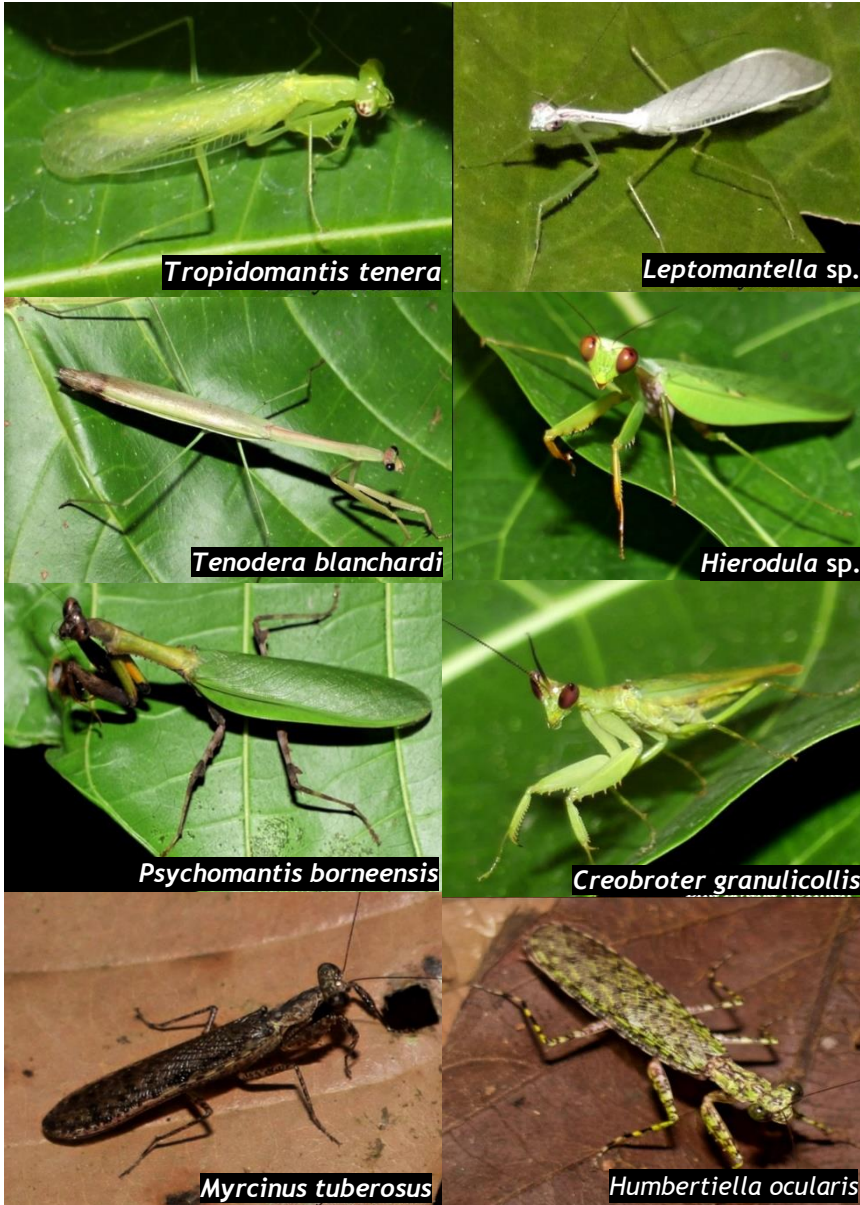 Tropidomantis tenera
Leptomantella sp.
Tenodera blanchardi
Hierodula sp.
Psychomantis borneensis
Creobroter granulicollis
Myrcinus tuberosus
Humbertiella ocularis